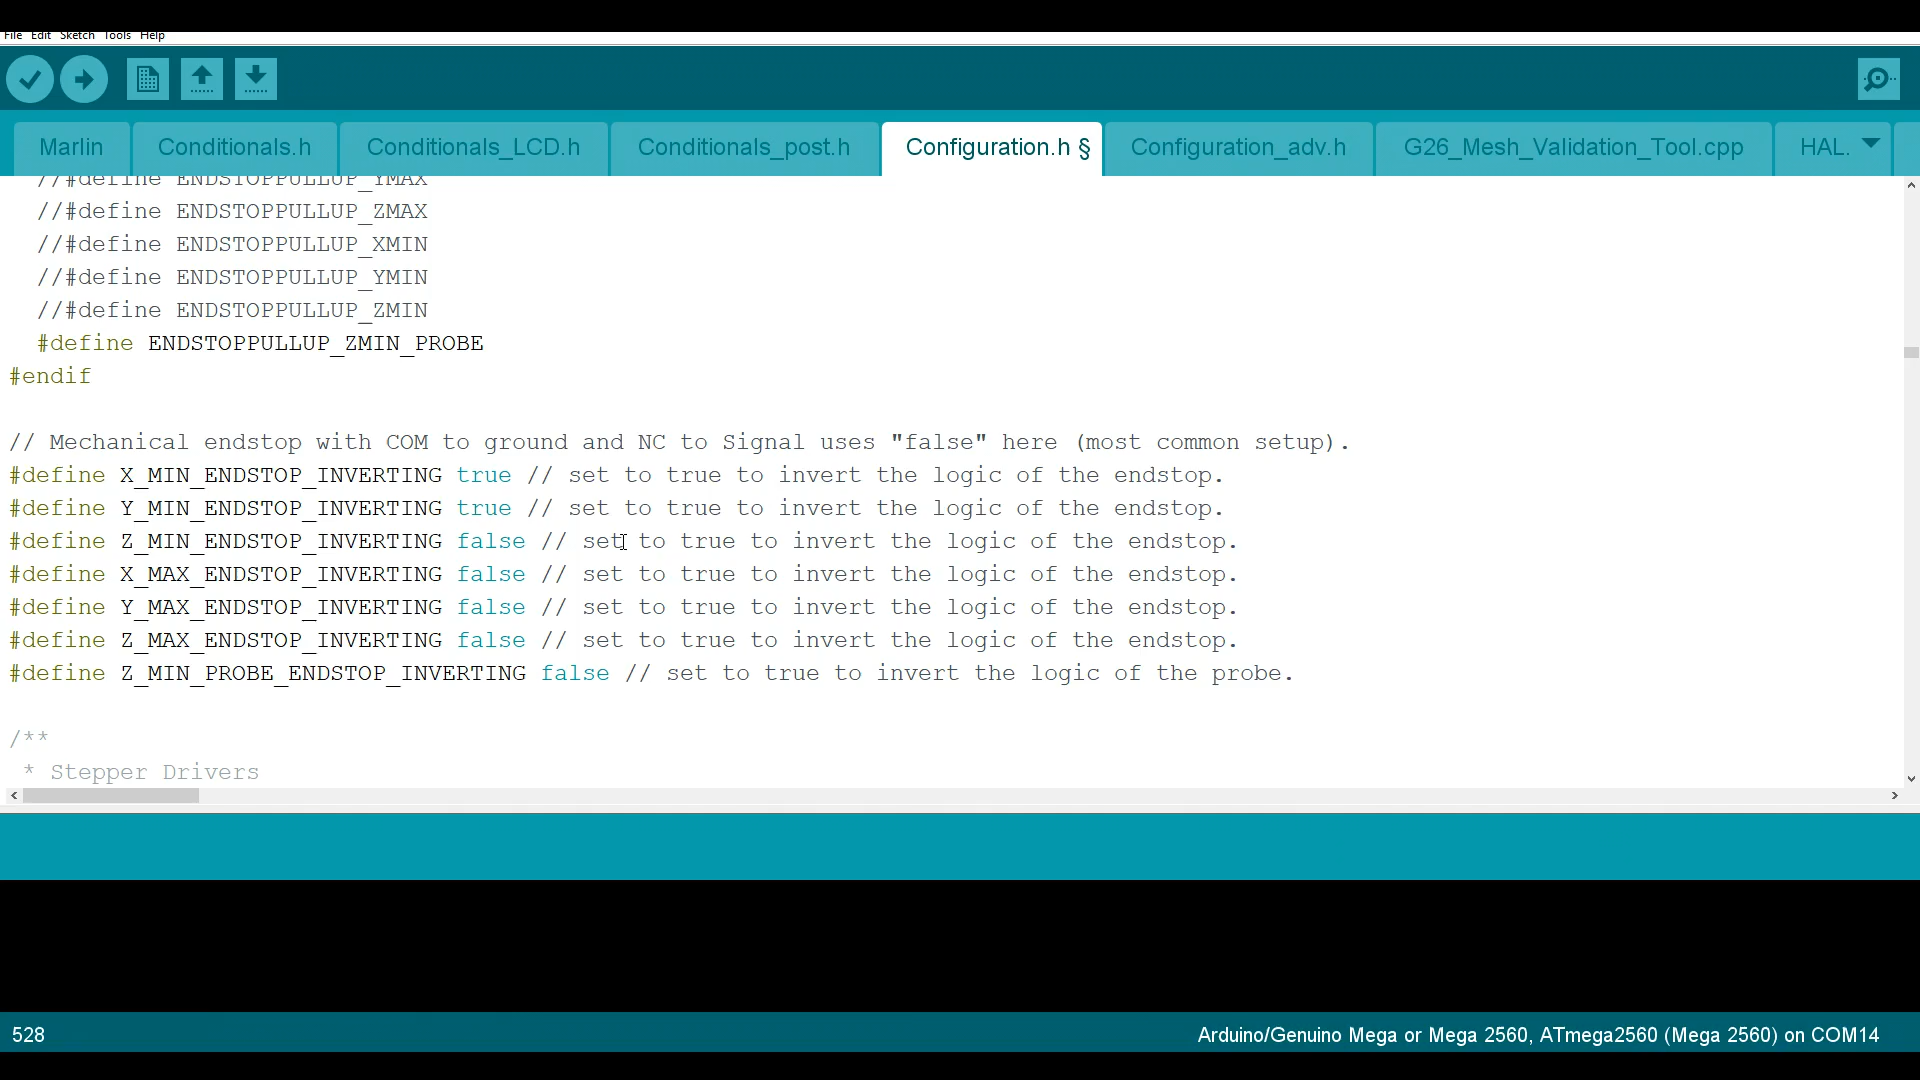 File Edit Sketch Tools Help
Marlin Conditionals.h Conditionals_LCD.h Conditionals_post.h Configuration.h § Configuration_adv.h G26_Mesh_Validation_Tool.cpp HAL.
//#define ENDSTOPPULLUP_YMAX
//#define ENDSTOPPULLUP_ZMAX
//#define ENDSTOPPULLUP_XMIN
//#define ENDSTOPPULLUP_YMIN
//#define ENDSTOPPULLUP_ZMIN
#define ENDSTOPPULLUP_ZMIN_PROBE
#endif
// Mechanical endstop with COM to ground and NC to Signal uses "false" here (most common setup).
#define X_MIN_ENDSTOP_INVERTING true // set to true to invert the logic of the endstop.
#define Y_MIN_ENDSTOP_INVERTING true // set to true to invert the logic of the endstop.
#define Z_MIN_ENDSTOP_INVERTING false // set to true to invert the logic of the endstop.
#define X_MAX_ENDSTOP_INVERTING false // set to true to invert the logic of the endstop.
#define Y_MAX_ENDSTOP_INVERTING false // set to true to invert the logic of the endstop.
#define Z_MAX_ENDSTOP_INVERTING false // set to true to invert the logic of the endstop.
#define Z_MIN_PROBE_ENDSTOP_INVERTING false // set to true to invert the logic of the probe.
/**
* Stepper Drivers
528
Arduino/Genuino Mega or Mega 2560, ATmega2560 (Mega 2560) on COM14